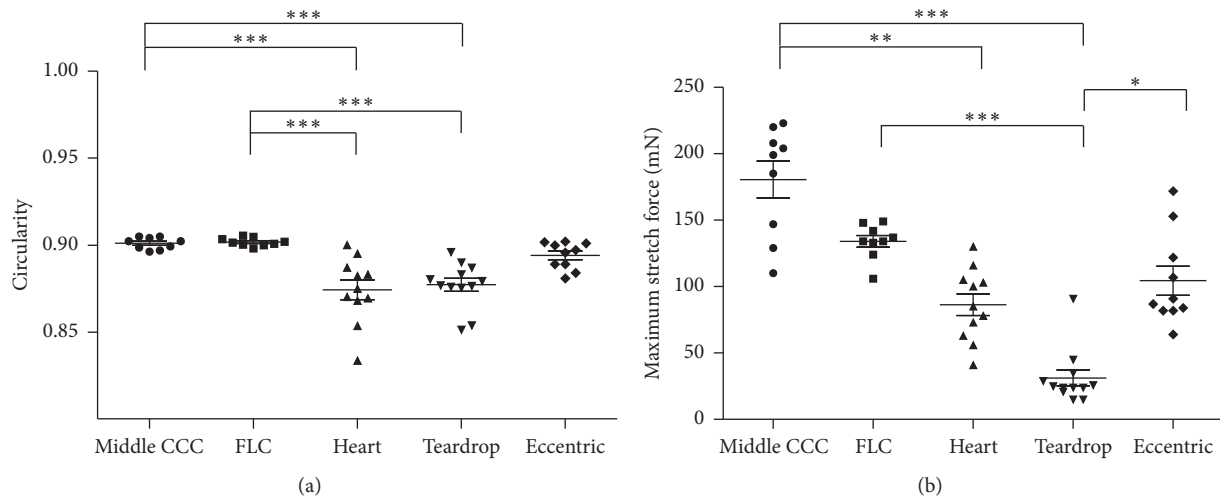 ***
***
***
***
1.00
0.95
0.90
0.85
Circularity
Middle CCC
FLC
Heart
Teardrop
Eccentric
(a)
***
**
*
***
250
200
150
100
50
0
Maximum stretch force (mN)
Middle CCC
FLC
Heart
Teardrop
Eccentric
(b)